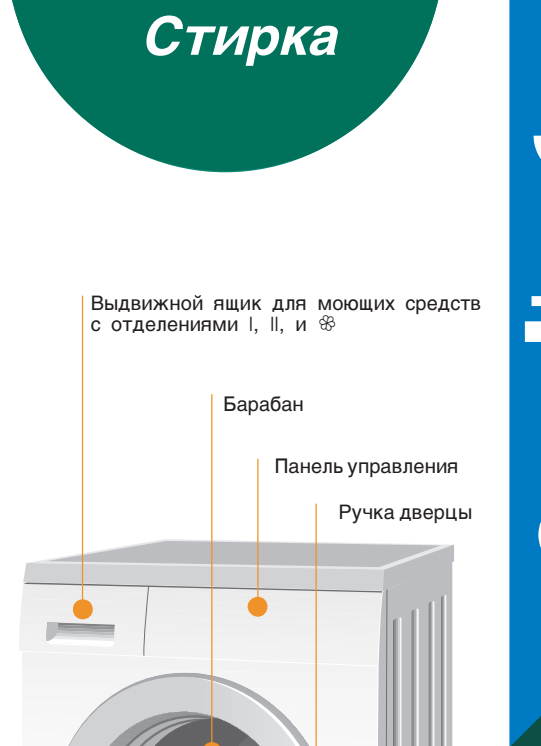 Стирка
Выдвижной ящик для моющих средств
с отделениями I, II, и ❀
Барабан
Панель управления
Ручка дверцы